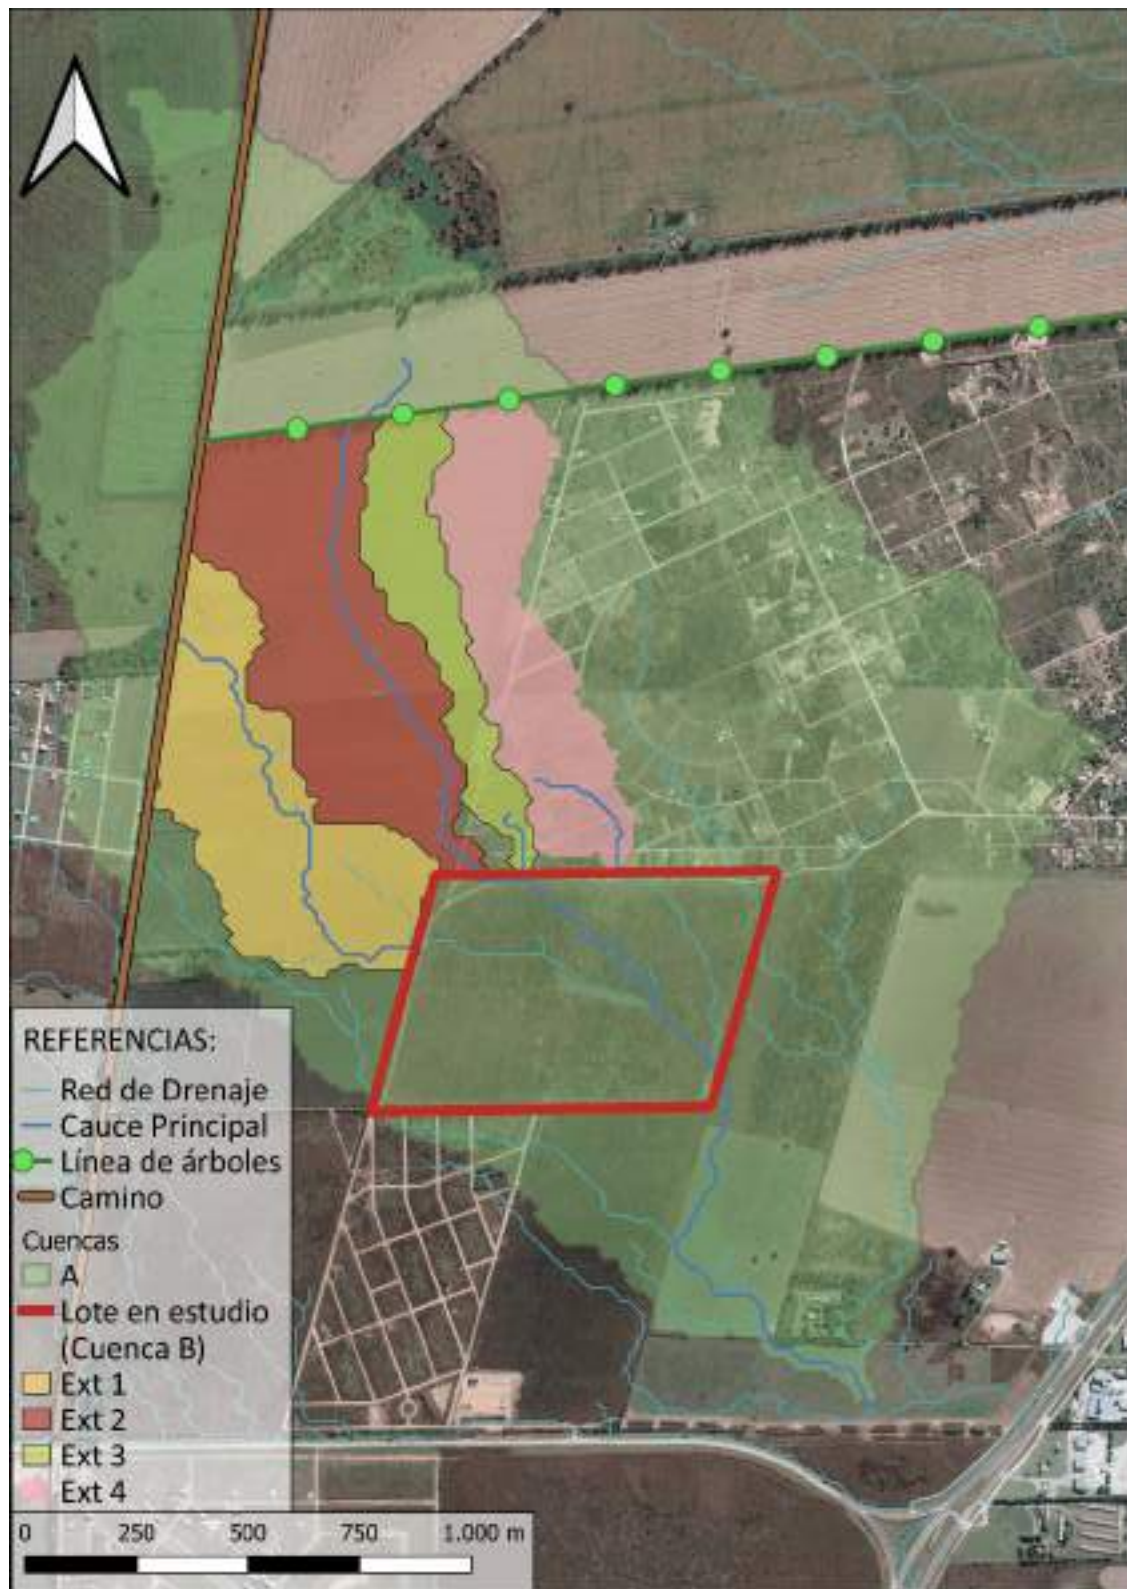 REFERENCIAS:
Red de Drenaje
Cauce Principal
Línea de árboles
Camino
Cuencas
A
Lote en estudio
(Cuenca B)
Ext 1
Ext 2
Ext 3
Ext 4
0 250 500 750 1.000 m